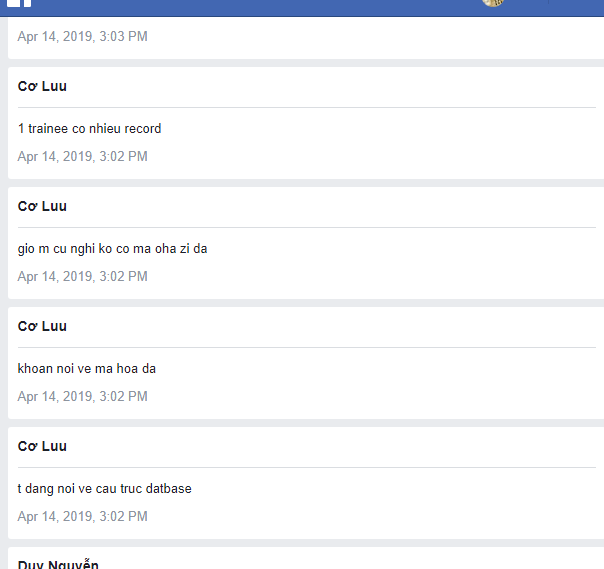 Apr 14, 2019, 3:03 PM
Cơ Luu
1 trainee co nhieu record
Apr 14, 2019, 3:02 PM
Cơ Luu
gio m cu nghi ko co ma oha zi da
Apr 14, 2019, 3:02 PM
Cơ Luu
khoan noi ve ma hoa da
Apr 14, 2019, 3:02 PM
Cơ Luu
t dang noi ve cau truc datbase
Apr 14, 2019, 3:02 PM
Duy Nguyễn